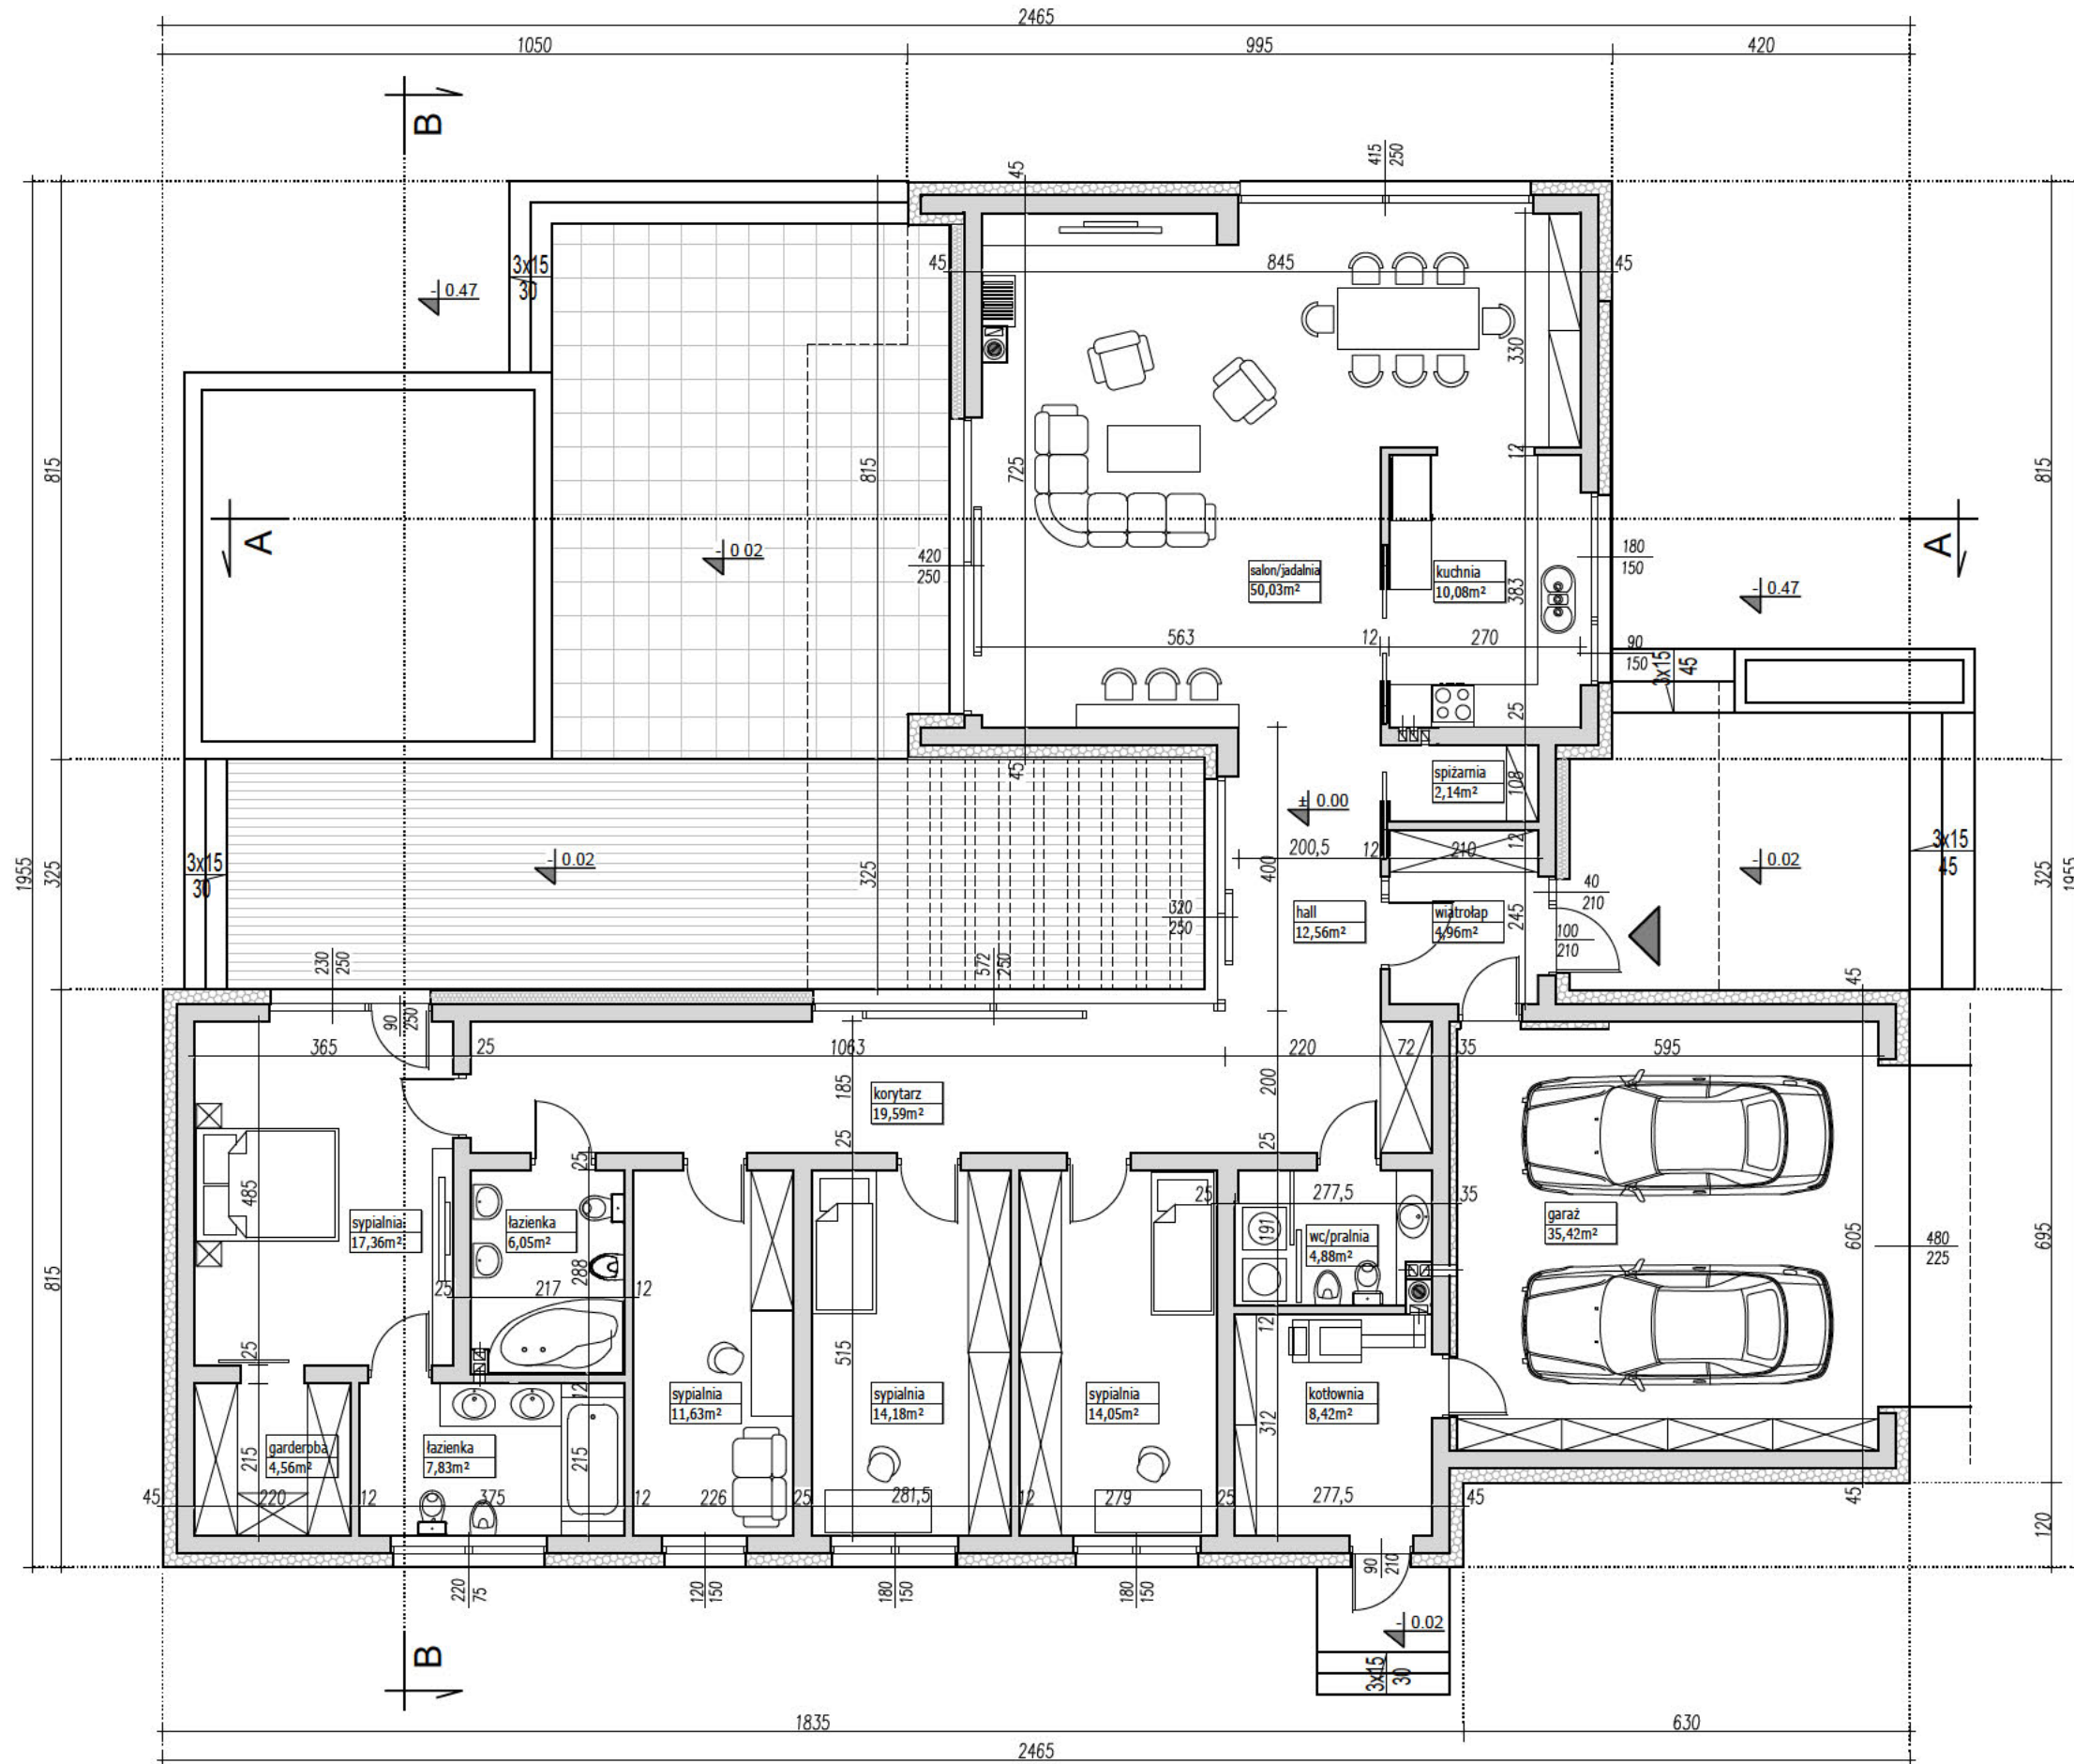 2465
1050
995
420
B
415
250
45
- 0.47
3x15
30
45
845
45
330
815
815
725
12
815
A
A
- 0 02
420
250
salon/jadalnia
50,03m²
kuchnia
10,08m²
383
180
150
- 0.47
563
12
270
90
150
3x15
45
25
45
spiżarnia
2,14m²
108
± 0.00
1955
325
3x15
30
- 0.02
325
400
200,5
12
210
12
- 0.02
3x15
45
325
1955
320
250
hall
12,56m²
wiatrołap
4,96m²
245
40
210
100
210
230
250
572
250
45
90
250
365
25
1063
220
72
35
595
185
korytarz
19,59m²
200
25
25
25
485
sypialnia
17,36m²
łazienka
6,05m²
288
25
277,5
35
191
wc/pralnia
4,88m²
garaż
35,42m²
605
480
225
695
815
25
217
12
25
12
515
12
sypialnia
11,63m²
sypialnia
14,18m²
sypialnia
14,05m²
kotłownia
8,42m²
312
garderoba
4,56m²
215
łazienka
7,83m²
215
45
220
12
375
12
226
25
281,5
12
279
25
277,5
45
45
120
220
75
120
150
180
150
180
150
90
210
- 0.02
B
3x15
30
1835
630
2465